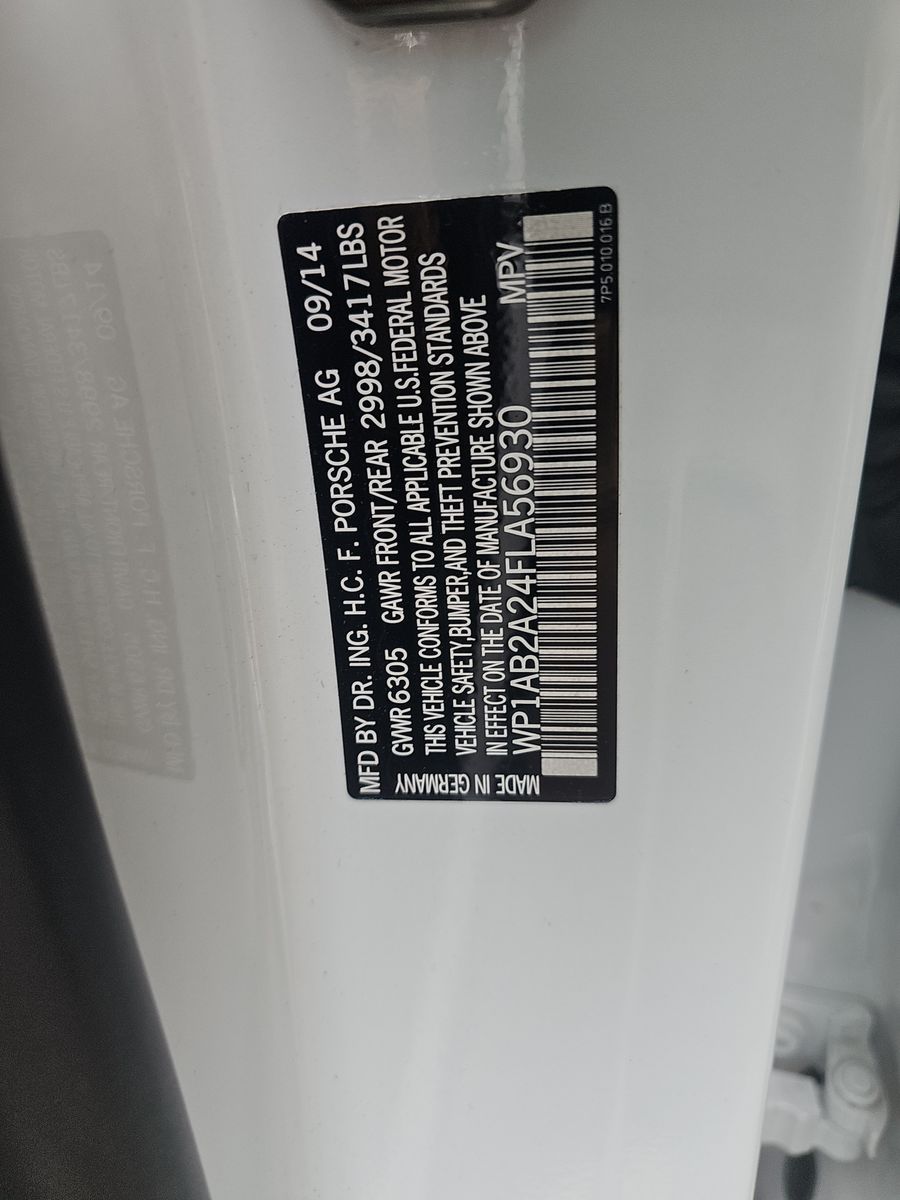 MFD BY DR. ING. H.C. F. PORSCHE AG 09/14
GVWR 6305 GAWR FRONT/REAR 2998/3417 LBS
THIS VEHICLE CONFORMS TO ALL APPLICABLE U.S.FEDERAL MOTOR
VEHICLE SAFETY,BUMPER,AND THEFT PREVENTION STANDARDS
IN EFFECT ON THE DATE OF MANUFACTURE SHOWN ABOVE
WP1AB2A24FLA56930 MPV
MADE IN GERMANY
7P5.010.016.B